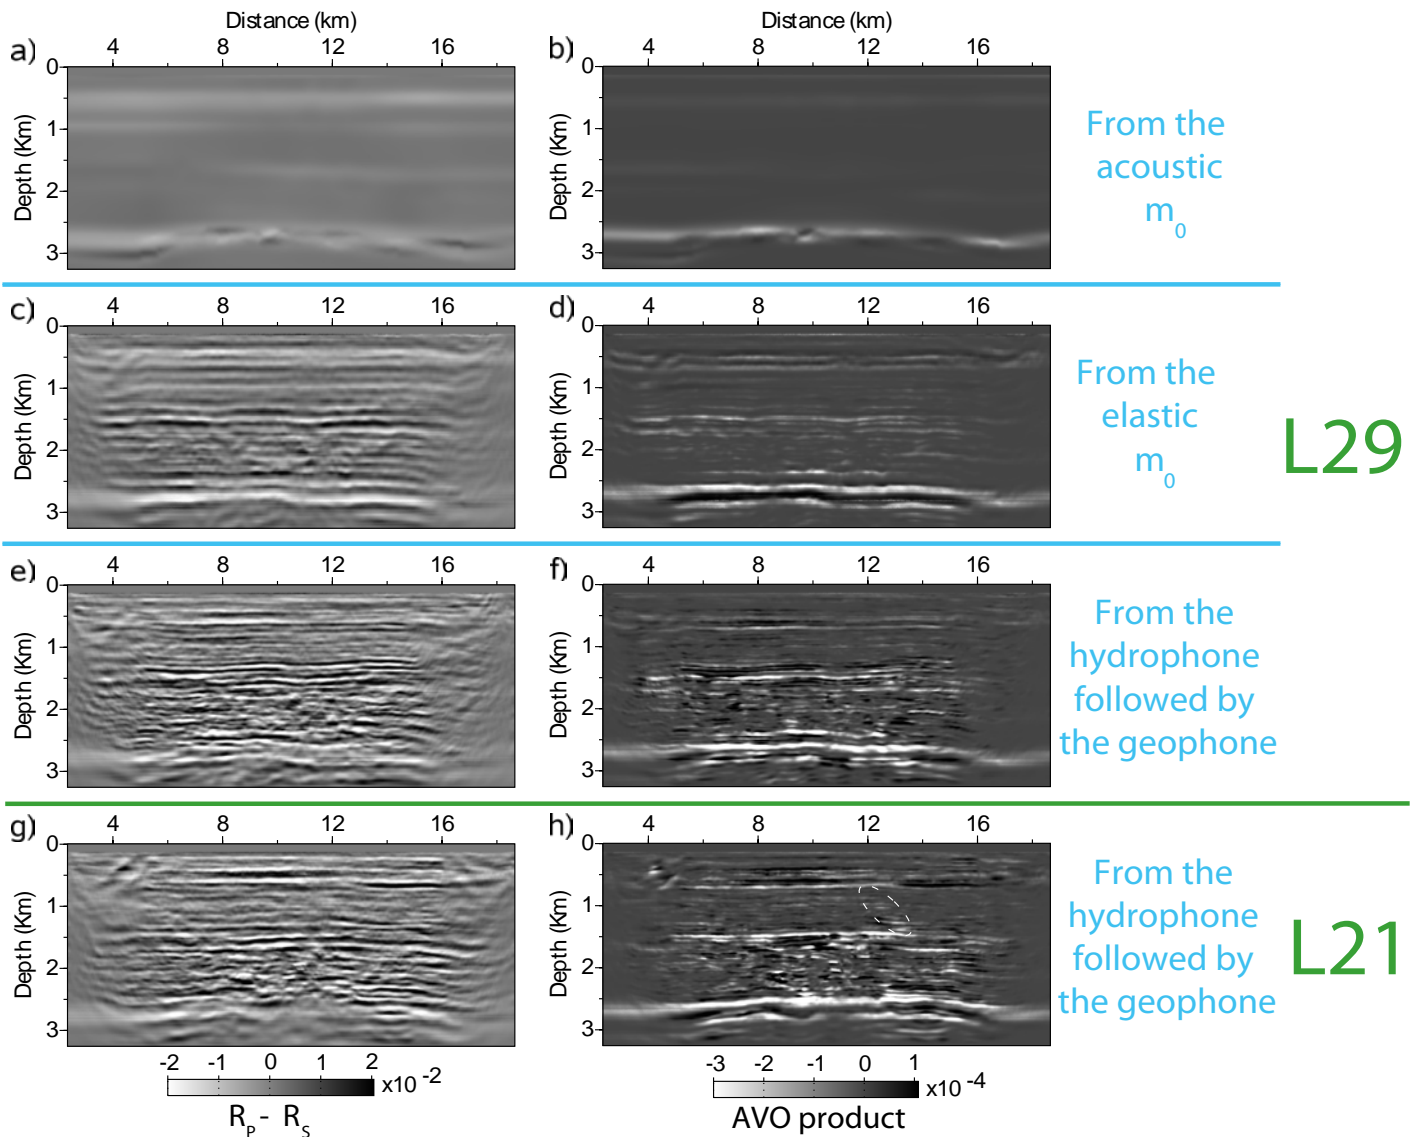 Distance (km)
Distance (km)
a)
4 8 12 16
b)
4 8 12 16
0
1
2
3
Depth (Km)
0
1
2
3
Depth (Km)
From the
acoustic
m0
c)
4 8 12 16
d)
4 8 12 16
0
1
2
3
Depth (Km)
0
1
2
3
Depth (Km)
From the
elastic
m0
L29
e)
4 8 12 16
f)
4 8 12 16
0
1
2
3
Depth (Km)
0
1
2
3
Depth (Km)
From the
hydrophone
followed by
the geophone
g)
4 8 12 16
h)
4 8 12 16
0
1
2
3
Depth (Km)
0
1
2
3
Depth (Km)
From the
hydrophone
followed by
the geophone
L21
-2 -1 0 1 2
x10 -2
RP - RS
-3 -2 -1 0 1
x10 -4
AVO product